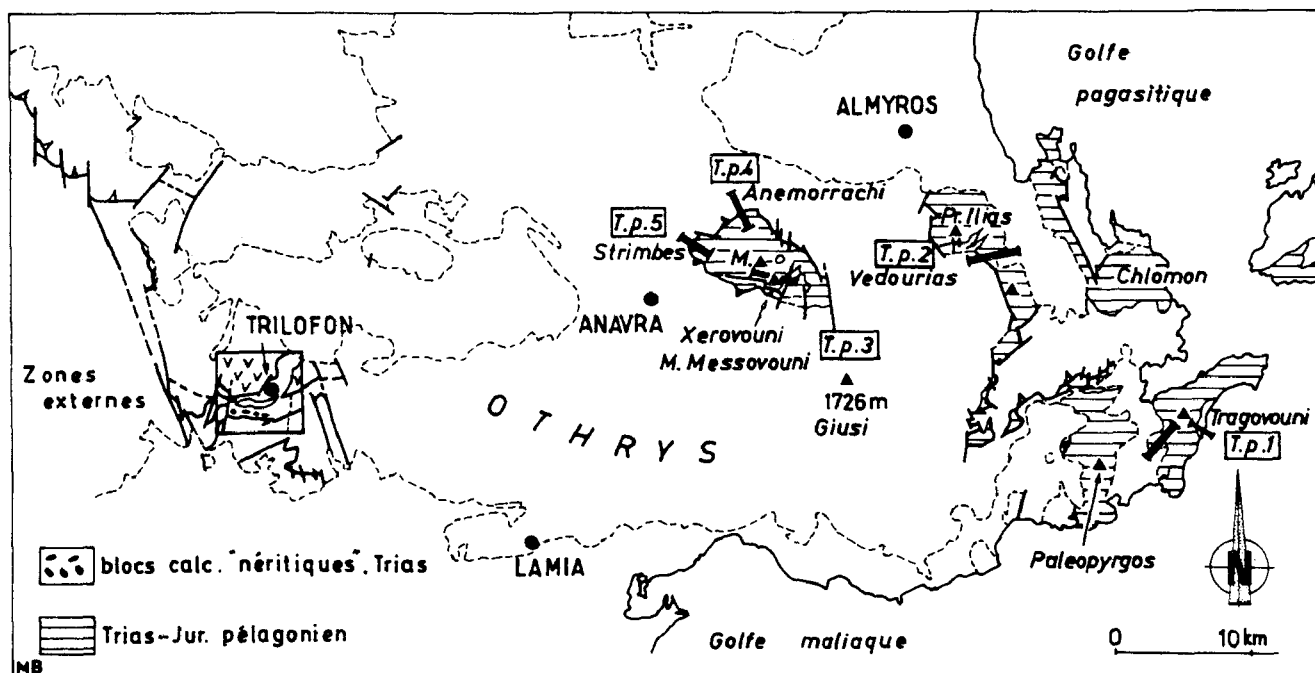 Golfe
pagasitique
ALMYROS
T.p.4
Anemorrachi
T.p.5
Strimbes
Pr. Ilias
T.p.2
Vedourias
M.
Chlomon
ANAVRA
Xerovouni
M. Messovouni
T.p.3
TRILOFON
Zones
externes
1726m
Giusi
OTHRYS
Tragovouni
T.p.1
blocs calc. "néritiques", Trias
LAMIA
Paleopyrgos
N
Trias-Jur. pélagonien
Golfe maliaque
0 10 km
MB